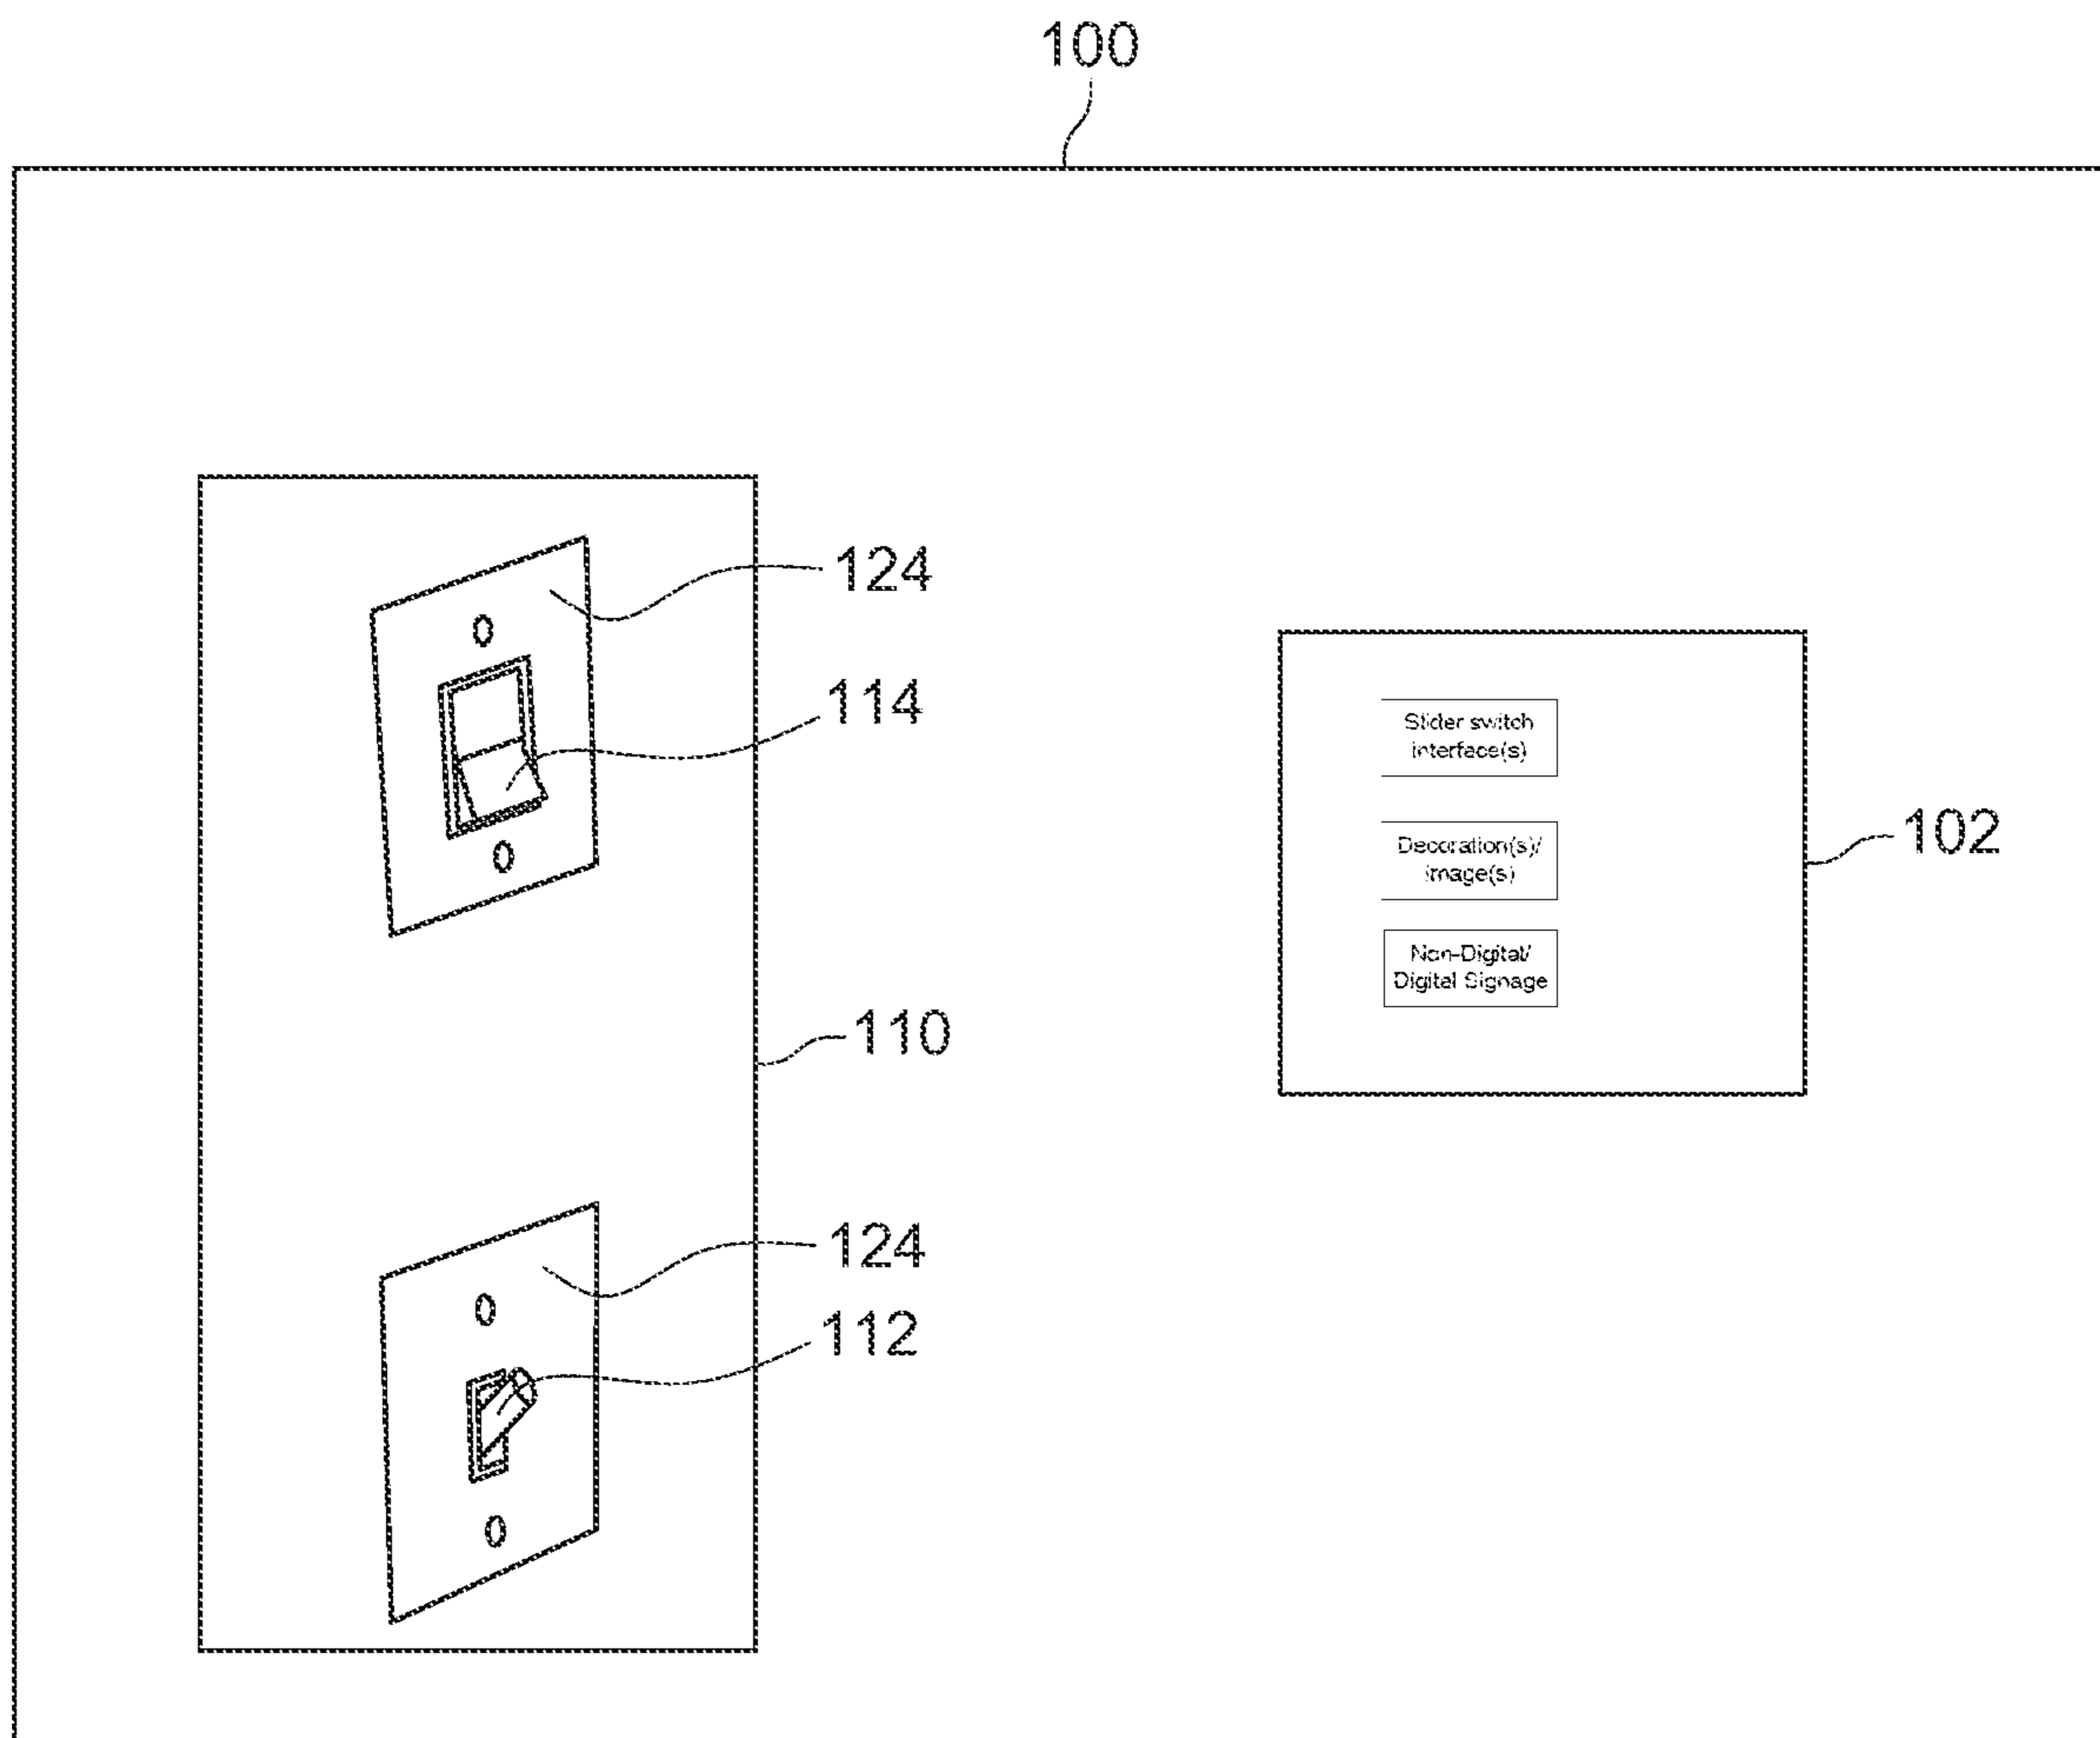 100
124
114
Slider switch
interface(s)
102
Decoration(s)/
image(s)
Non-Digital/
Digital Signage
110
124
112